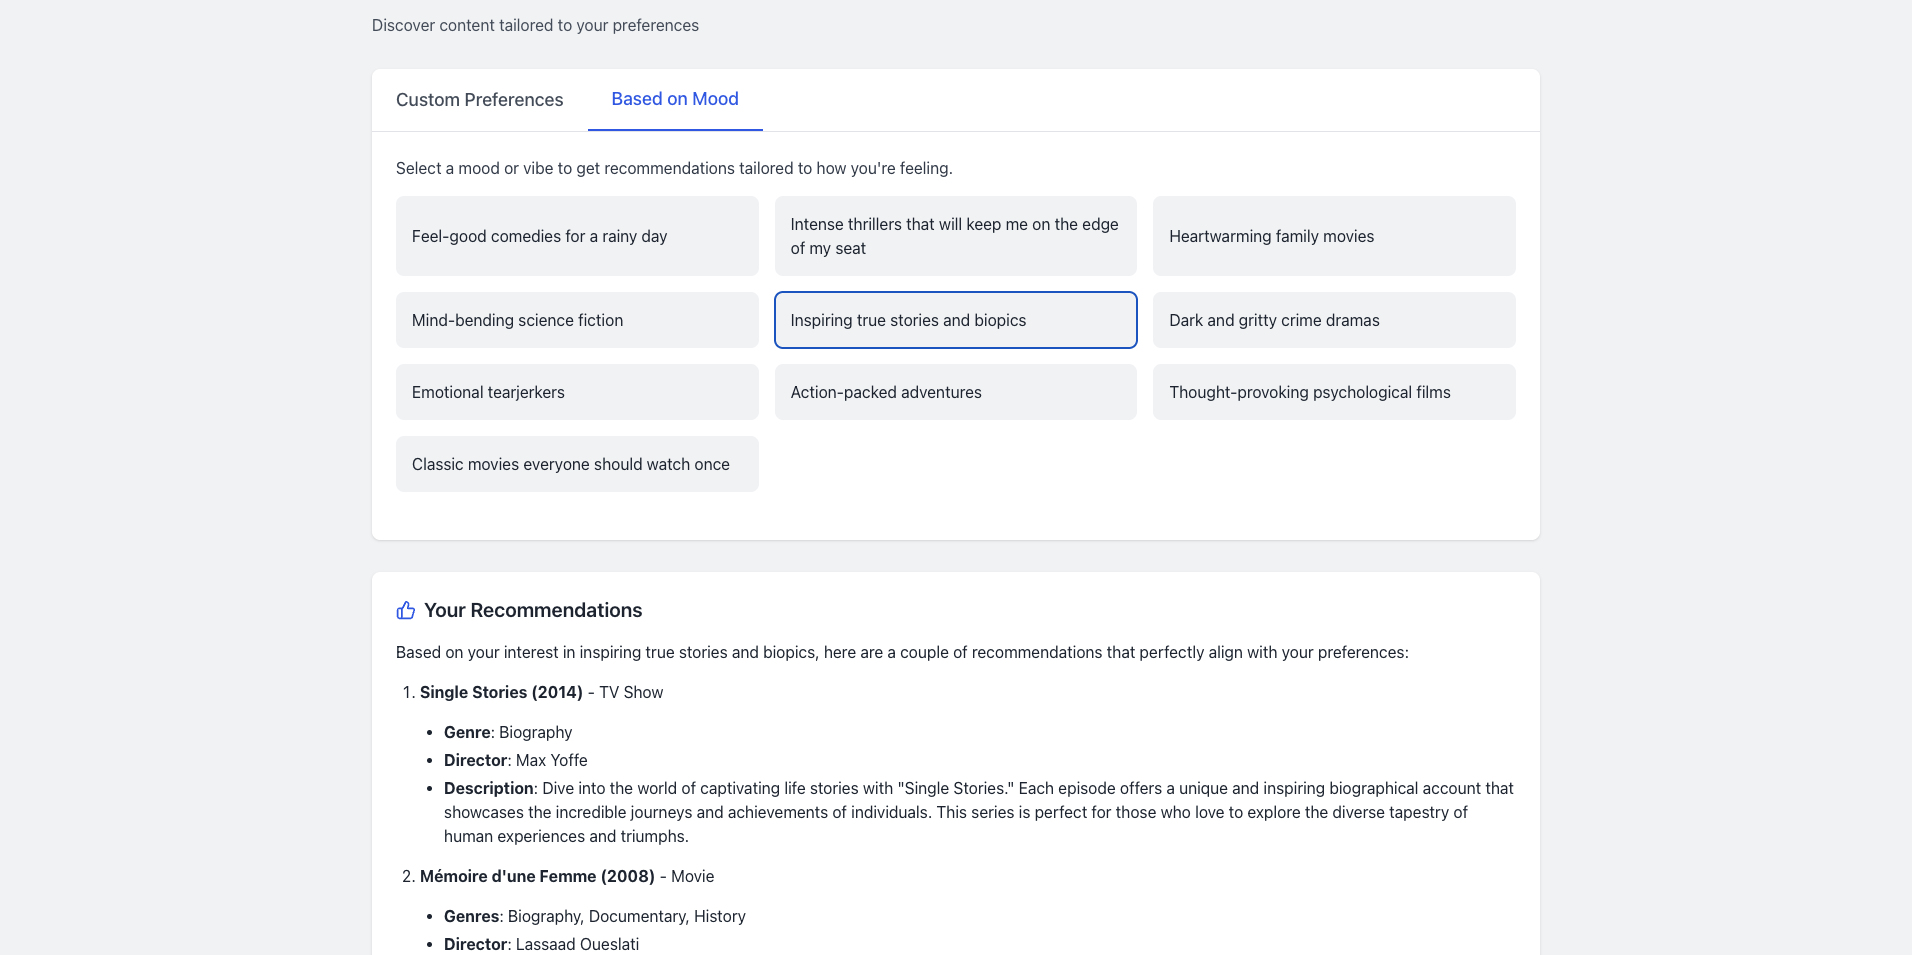 Discover content tailored to your preferences
Custom Preferences
Based on Mood
Select a mood or vibe to get recommendations tailored to how you're feeling.
Feel-good comedies for a rainy day
Intense thrillers that will keep me on the edge
of my seat
Heartwarming family movies
Mind-bending science fiction
Inspiring true stories and biopics
Dark and gritty crime dramas
Emotional tearjerkers
Action-packed adventures
Thought-provoking psychological films
Classic movies everyone should watch once
Your Recommendations
Based on your interest in inspiring true stories and biopics, here are a couple of recommendations that perfectly align with your preferences:
1. Single Stories (2014) - TV Show
• Genre: Biography
• Director: Max Yoffe
• Description: Dive into the world of captivating life stories with "Single Stories." Each episode offers a unique and inspiring biographical account that
showcases the incredible journeys and achievements of individuals. This series is perfect for those who love to explore the diverse tapestry of
human experiences and triumphs.
2. Mémoire d'une Femme (2008) - Movie
• Genres: Biography, Documentary, History
• Director: Lassaad Oueslati